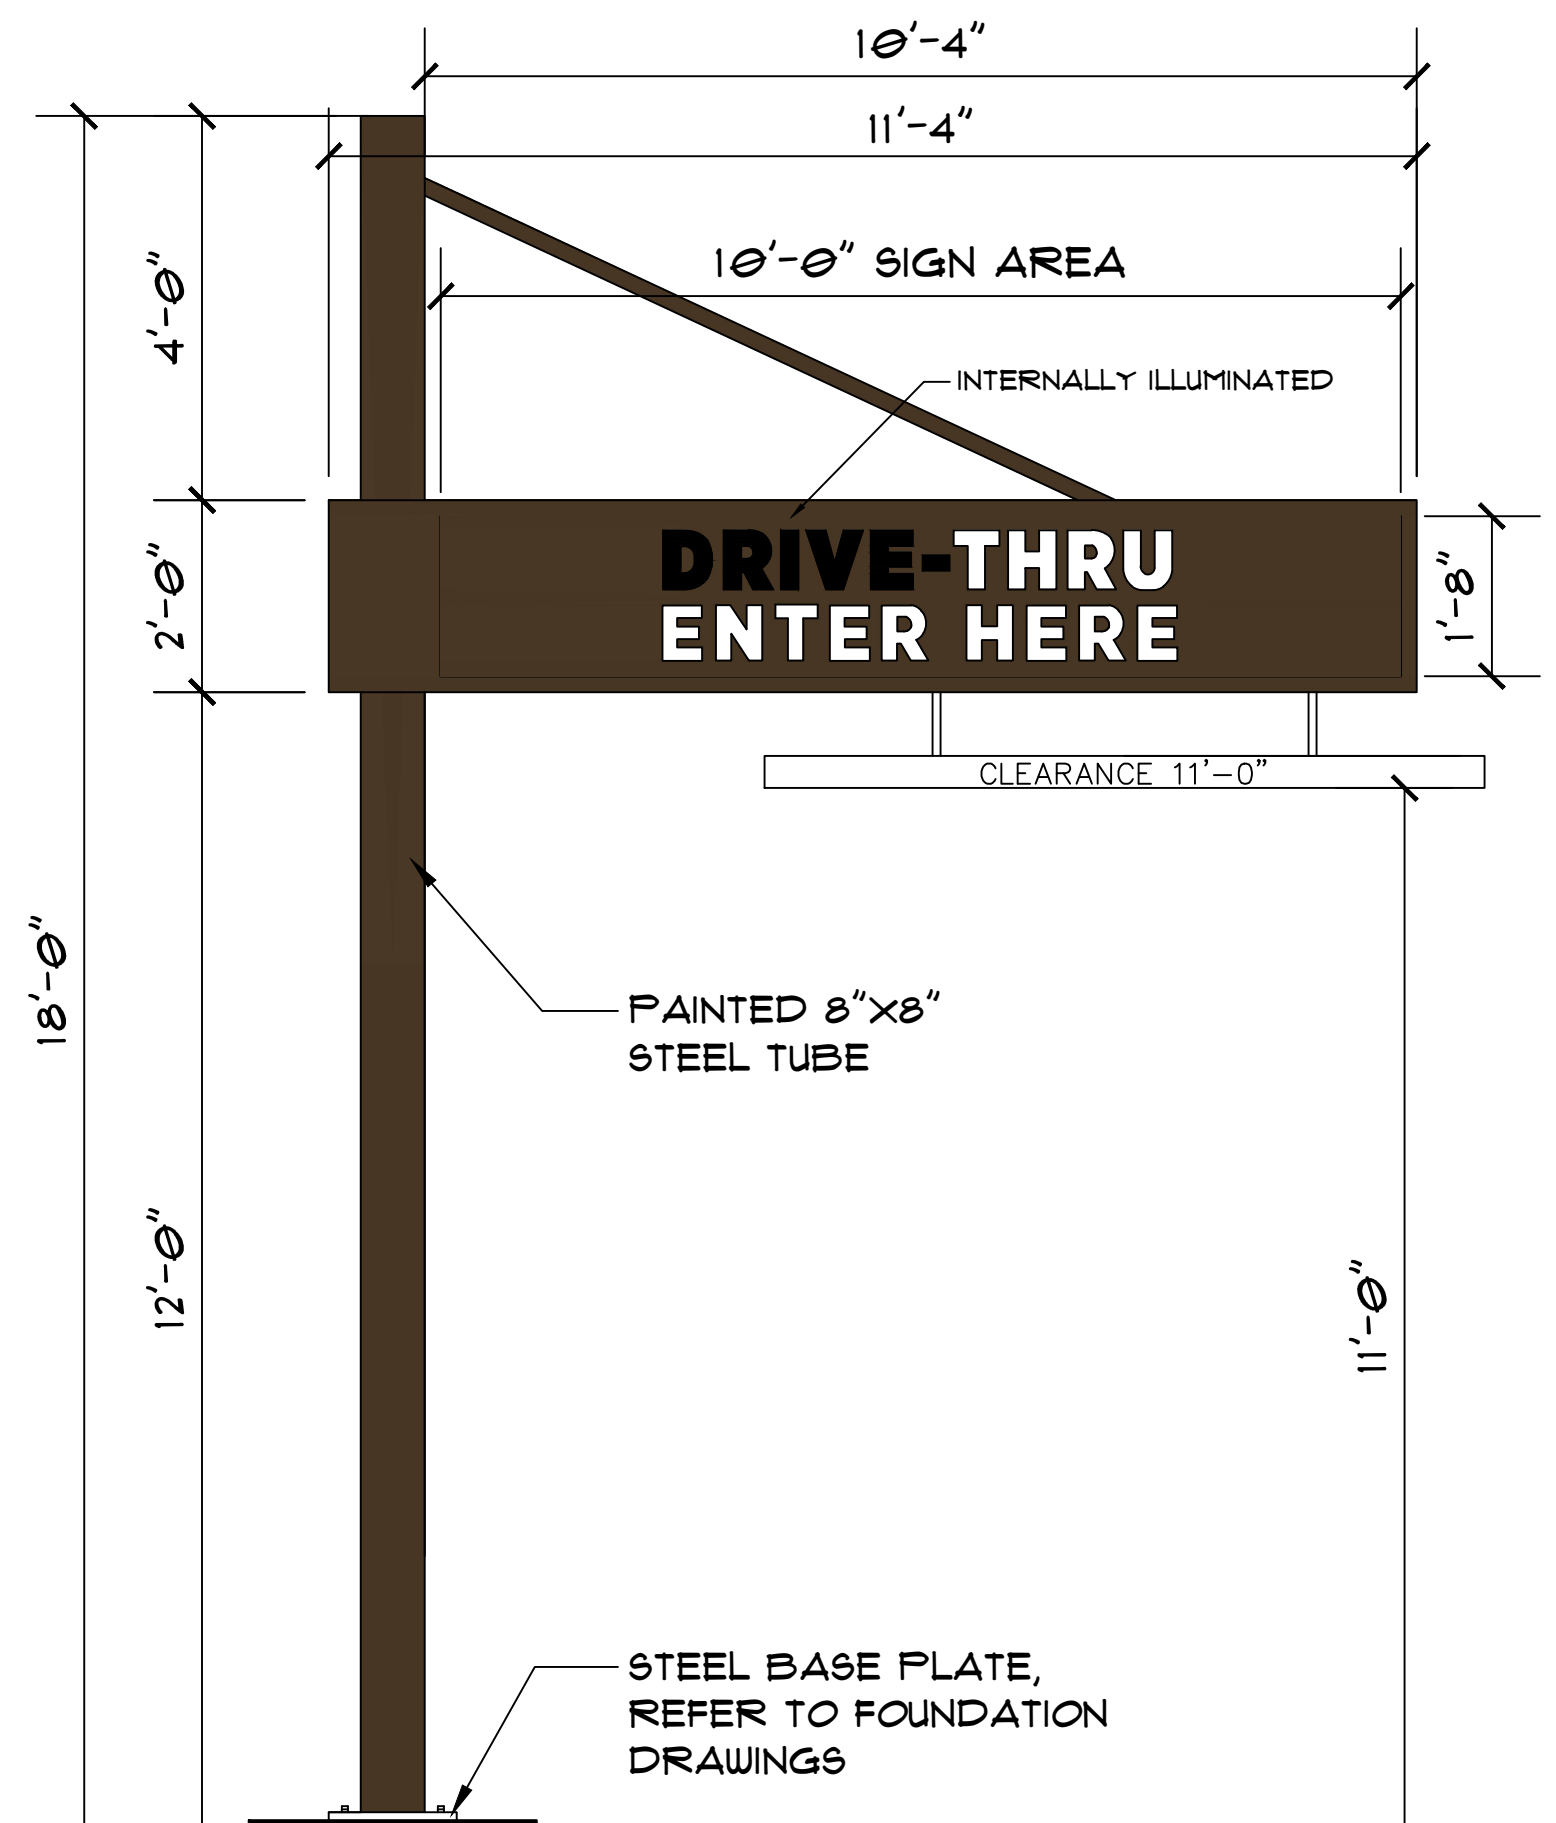 10'-4"
11'-4"
10'-0" SIGN AREA
4'-0"
INTERNALLY ILLUMINATED
DRIVE-THRU
ENTER HERE
2'-0"
1'-8"
CLEARANCE 11'-0"
18'-0"
PAINTED 8"X8"
STEEL TUBE
12'-0"
11'-0"
STEEL BASE PLATE,
REFER TO FOUNDATION
DRAWINGS